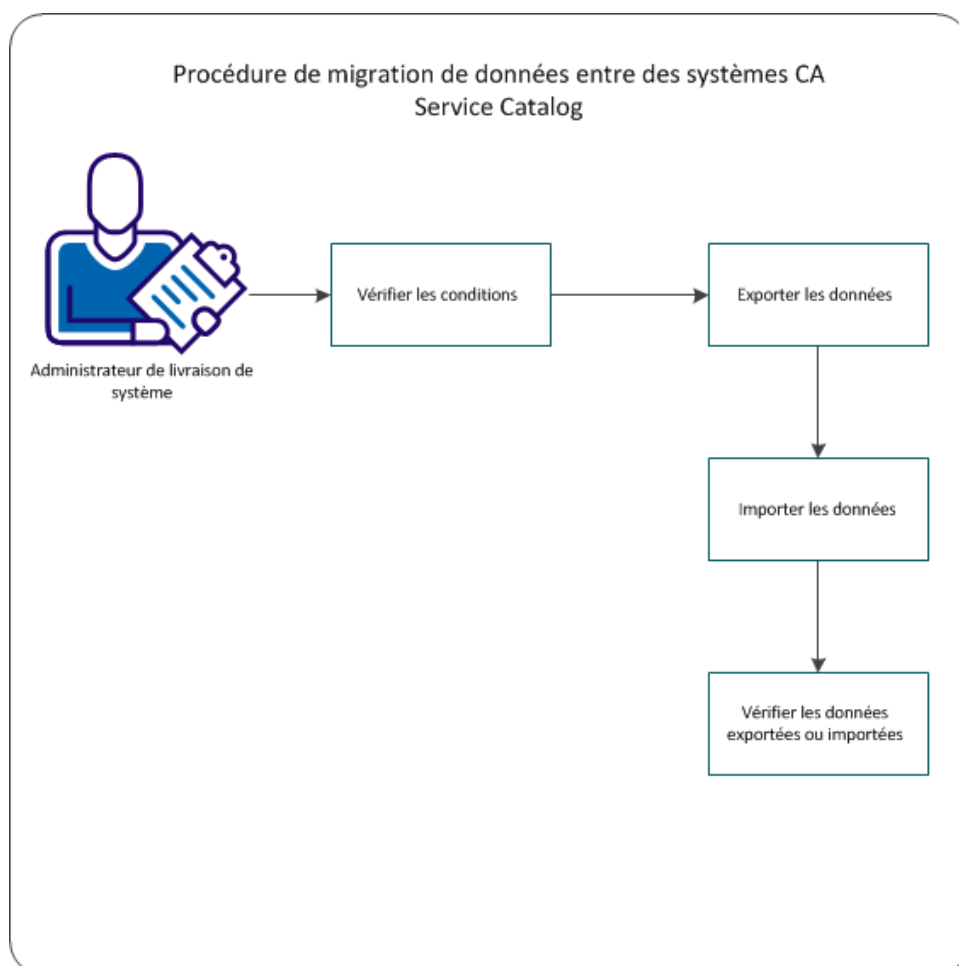 Procédure de migration de données entre des systèmes CA
Service Catalog
Administrateur de livraison de
système
Vérifier les conditions
Exporter les données
Importer les données
Vérifier les données
exportées ou importées